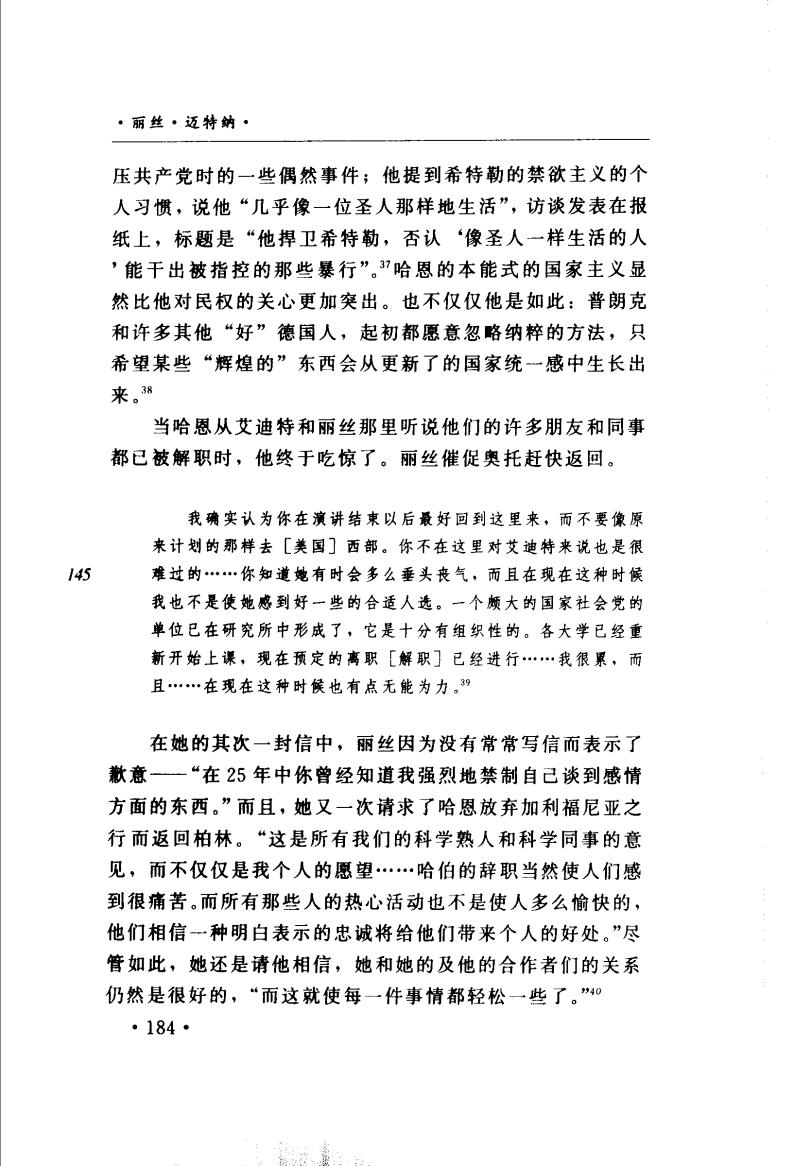 ·丽丝·迈特纳·
压共产党时的一些偶然事件；他提到希特勒的禁欲主义的个
人习惯，说他“几乎像一位圣人那样地生活”，访谈发表在报
纸上，标题是“他捍卫希特勒，否认‘像圣人一样生活的人
’能干出被指控的那些暴行”。37哈恩的本能式的国家主义显
然比他对民权的关心更加突出。也不仅仅他是如此：普朗克
和许多其他“好”德国人，起初都愿意忽略纳粹的方法，只
希望某些“辉煌的”东西会从更新了的国家统一感中生长出
来。38
当哈恩从艾迪特和丽丝那里听说他们的许多朋友和同事
都已被解职时，他终于吃惊了。丽丝催促奥托赶快返回。
我确实认为你在演讲结束以后最好回到这里来，而不要像原
来计划的那样去［美国］西部。你不在这里对艾迪特来说也是很
145
难过的……你知道她有时会多么垂头丧气，而且在现在这种时候
我也不是使她感到好一些的合适人选。一个颇大的国家社会党的
单位已在研究所中形成了，它是十分有组织性的。各大学已经重
新开始上课，现在预定的离职［解职］已经进行……我很累，而
且……在现在这种时候也有点无能为力。39
在她的其次一封信中，丽丝因为没有常常写信而表示了
歉意——“在25年中你曾经知道我强烈地禁制自己谈到感情
方面的东西。”而且，她又一次请求了哈恩放弃加利福尼亚之
行而返回柏林。“这是所有我们的科学熟人和科学同事的意
见，而不仅仅是我个人的愿望……哈伯的辞职当然使人们感
到很痛苦。而所有那些人的热心活动也不是使人多么愉快的，
他们相信一种明白表示的忠诚将给他们带来个人的好处。”尽
管如此，她还是请他相信，她和她的及他的合作者们的关系
仍然是很好的，“而这就使每一件事情都轻松一些了。”40
·184·